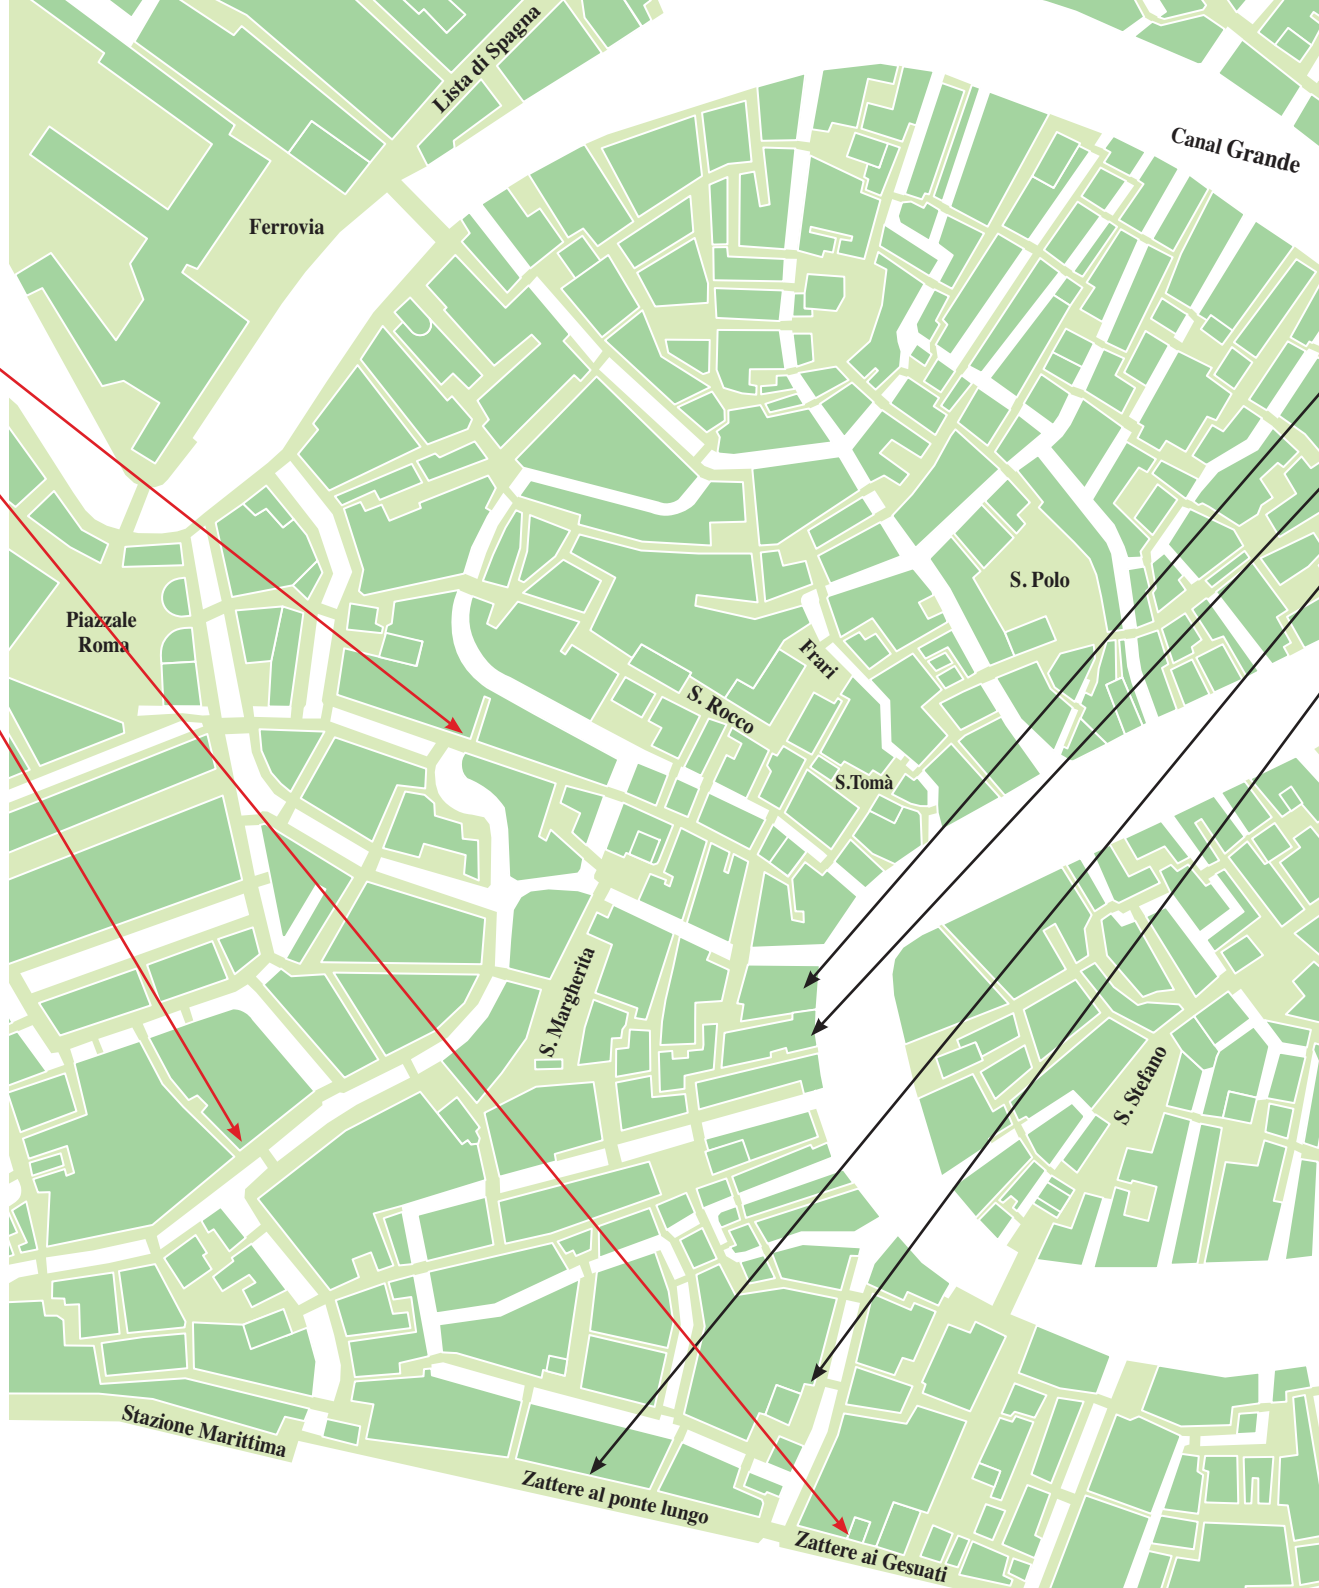 Lista di Spagna
Canal Grande
Ferrovia
S. Polo
Piazzale
Roma
Frari
S. Rocco
S.Tomà
S. Margherita
S. Stefano
Stazione Marittima
Zattere al ponte lungo
Zattere ai Gesuati